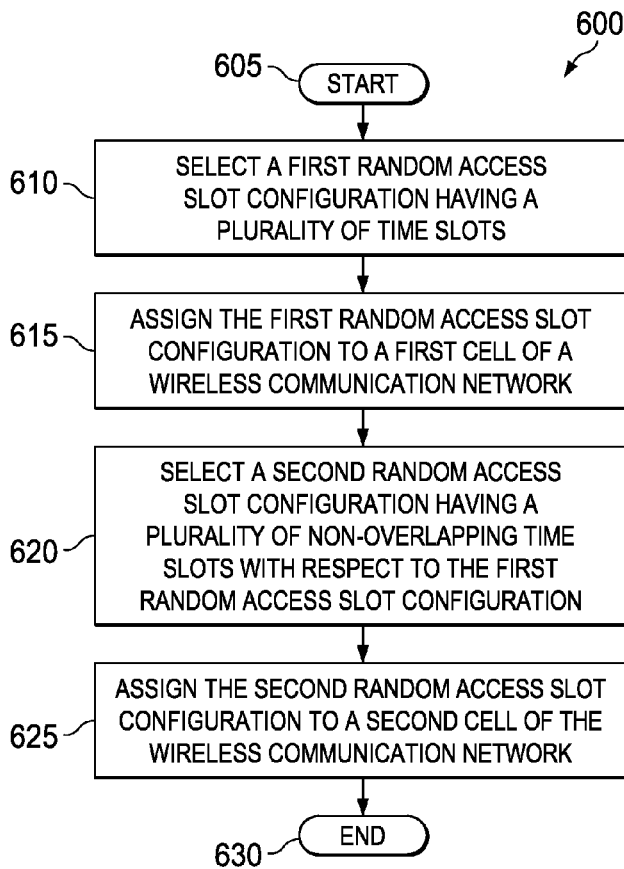 600
605
START
610
SELECT A FIRST RANDOM ACCESS
SLOT CONFIGURATION HAVING A
PLURALITY OF TIME SLOTS
615
ASSIGN THE FIRST RANDOM ACCESS SLOT
CONFIGURATION TO A FIRST CELL OF A
WIRELESS COMMUNICATION NETWORK
620
SELECT A SECOND RANDOM ACCESS
SLOT CONFIGURATION HAVING A
PLURALITY OF NON-OVERLAPPING TIME
SLOTS WITH RESPECT TO THE FIRST
RANDOM ACCESS SLOT CONFIGURATION
625
ASSIGN THE SECOND RANDOM ACCESS SLOT
CONFIGURATION TO A SECOND CELL OF THE
WIRELESS COMMUNICATION NETWORK
630
END